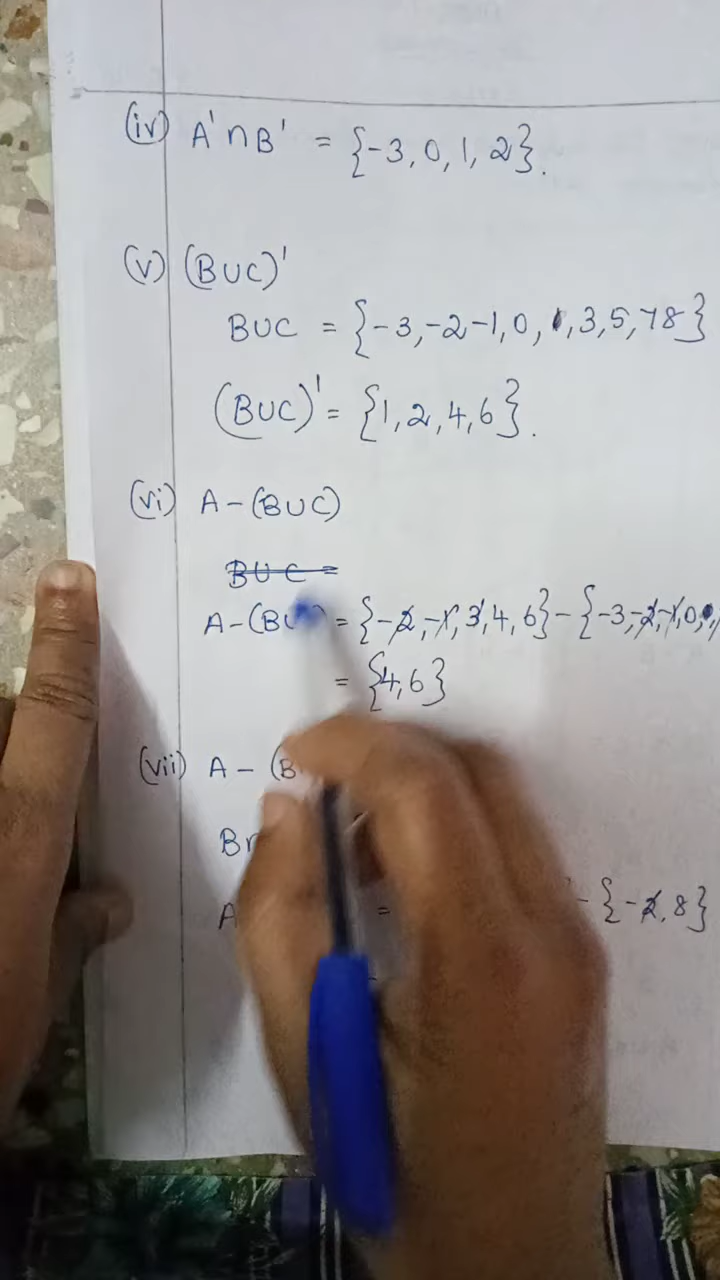 (iv) A' ∩ B' = {-3, 0, 1, 2}.
(v) (B∪C)'
B∪C = {-3, -2 -1, 0, , 3, 5, 7 8}
(B∪C)' = {1, 2, 4, 6}.
(vi) A - (B∪C)
B∪C =
A - (B∪ ) = {-2, -1, 3, 4, 6} - {-3, -2, -1, 0,
= {4, 6}
(vii) A - (B
B
A = - {-2, 8}